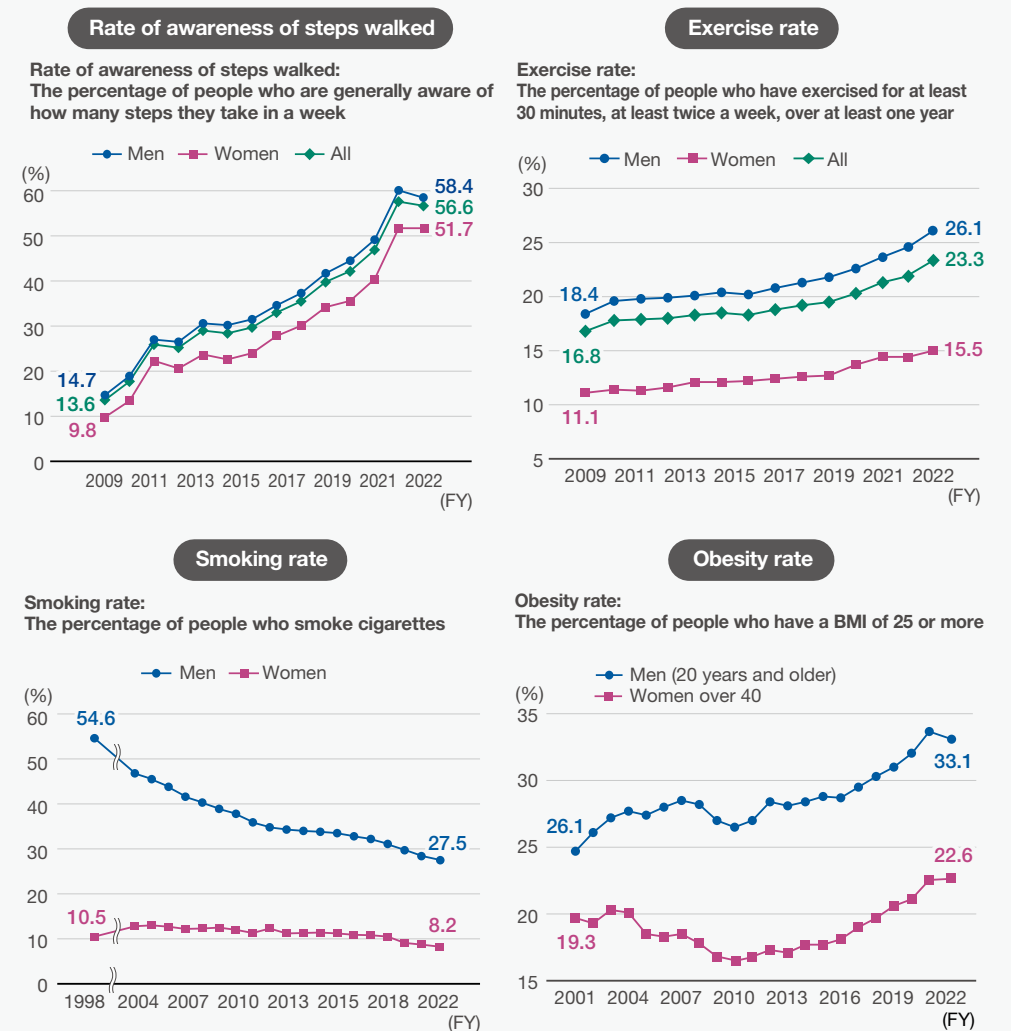 Rate of awareness of steps walked
Rate of awareness of steps walked:
The percentage of people who are generally aware of
how many steps they take in a week
Men Women All
(%)
60
50
40
30
20
10
0
58.4
56.6
51.7
14.7
13.6
9.8
2009 2011 2013 2015 2017 2019 2021 2022
(FY)
Exercise rate
Exercise rate:
The percentage of people who have exercised for at least
30 minutes, at least twice a week, over at least one year
Men Women All
(%)
30
25
20
15
10
5
26.1
23.3
15.5
18.4
16.8
11.1
2009 2011 2013 2015 2017 2019 2021 2022
(FY)
Smoking rate
Smoking rate:
The percentage of people who smoke cigarettes
Men Women
(%)
60
50
40
30
20
10
0
54.6
27.5
10.5
8.2
1998 2004 2007 2010 2013 2015 2017 2020 2022
(FY)
Obesity rate
Obesity rate:
The percentage of people who have a BMI of 25 or more
Men (20 years and older)
Women over 40
(%)
35
30
25
20
15
26.1
33.1
22.6
19.3
2001 2004 2007 2010 2013 2016 2019 2022
(FY)